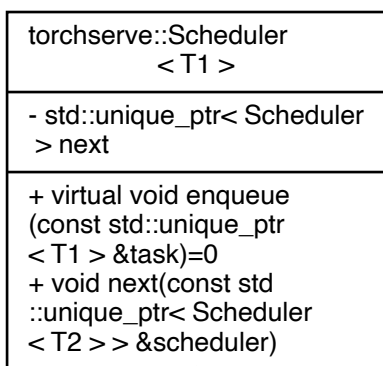 torchserve::Scheduler
< T1 >
- std::unique_ptr< Scheduler
> next
+ virtual void enqueue
(const std::unique_ptr
< T1 > &task)=0
+ void next(const std
::unique_ptr< Scheduler
< T2 > > &scheduler)